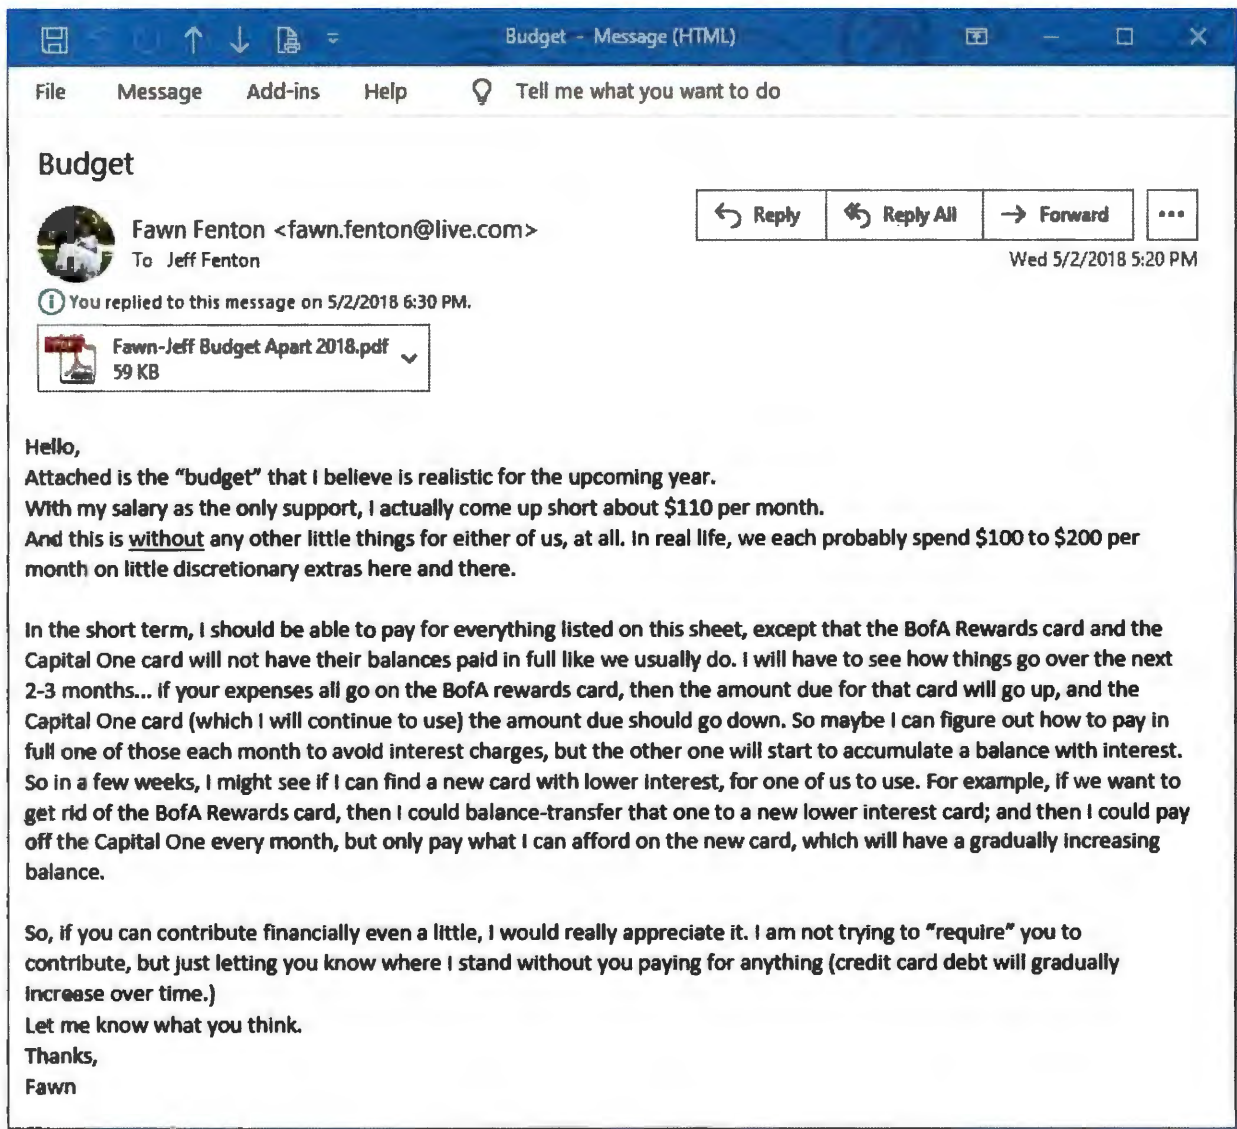 Budget - Message (HTML)
File Message Add-ins Help Tell me what you want to do
Budget
Reply Reply All Forward
Fawn Fenton <fawn.fenton@live.com>
To Jeff Fenton
Wed 5/2/2018 5:20 PM
You replied to this message on 5/2/2018 6:30 PM.
PDF
Fawn-Jeff Budget Apart 2018.pdf
59 KB
Hello,
Attached is the "budget" that I believe is realistic for the upcoming year.
With my salary as the only support, I actually come up short about $110 per month.
And this is without any other little things for either of us, at all. In real life, we each probably spend $100 to $200 per
month on little discretionary extras here and there.
In the short term, I should be able to pay for everything listed on this sheet, except that the BofA Rewards card and the
Capital One card will not have their balances paid in full like we usually do. I will have to see how things go over the next
2-3 months... if your expenses all go on the BofA rewards card, then the amount due for that card will go up, and the
Capital One card (which I will continue to use) the amount due should go down. So maybe I can figure out how to pay in
full one of those each month to avoid interest charges, but the other one will start to accumulate a balance with interest.
So in a few weeks, I might see if I can find a new card with lower interest, for one of us to use. For example, if we want to
get rid of the BofA Rewards card, then I could balance-transfer that one to a new lower interest card; and then I could pay
off the Capital One every month, but only pay what I can afford on the new card, which will have a gradually increasing
balance.
So, if you can contribute financially even a little, I would really appreciate it. I am not trying to "require" you to
contribute, but just letting you know where I stand without you paying for anything (credit card debt will gradually
increase over time.)
Let me know what you think.
Thanks,
Fawn